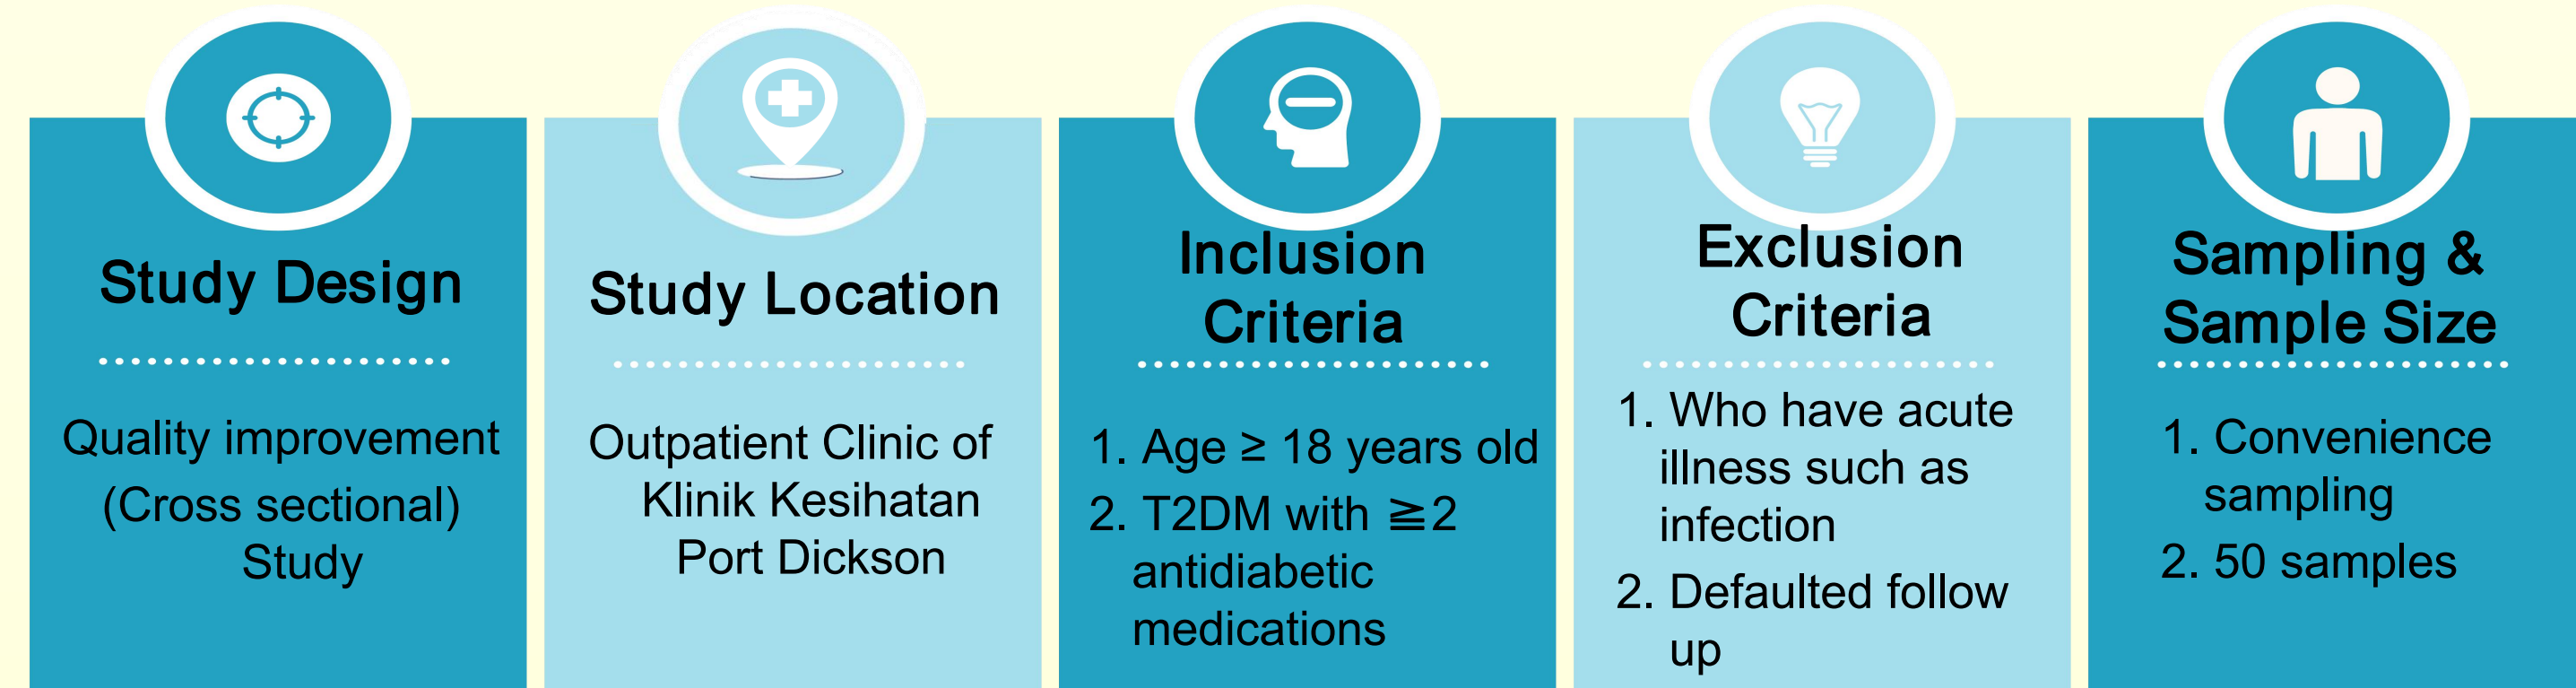 Study Design
Quality improvement
(Cross sectional)
Study
Study Location
Outpatient Clinic of
Klinik Kesihatan
Port Dickson
Inclusion
Criteria
1. Age ≥ 18 years old
2. T2DM with ≧2
antidiabetic
medications
Exclusion
Criteria
1. Who have acute
illness such as
infection
2. Defaulted follow
up
Sampling &
Sample Size
1. Convenience
sampling
2. 50 samples